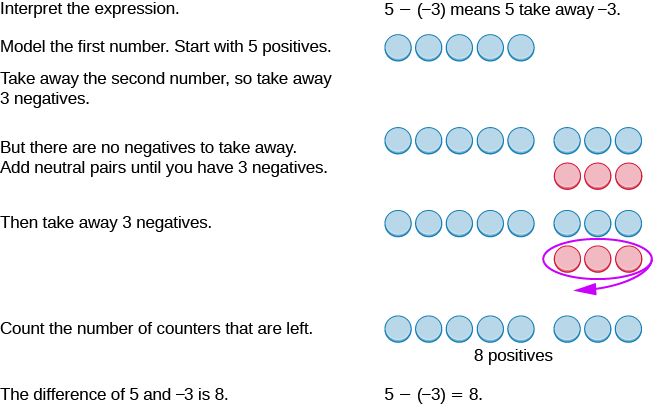 Interpret the expression. 5 − (−3) means 5 take away −3.
Model the first number. Start with 5 positives.
Take away the second number, so take away
3 negatives.
But there are no negatives to take away.
Add neutral pairs until you have 3 negatives.
Then take away 3 negatives.
Count the number of counters that are left.
8 positives
The difference of 5 and −3 is 8. 5 − (−3) = 8.